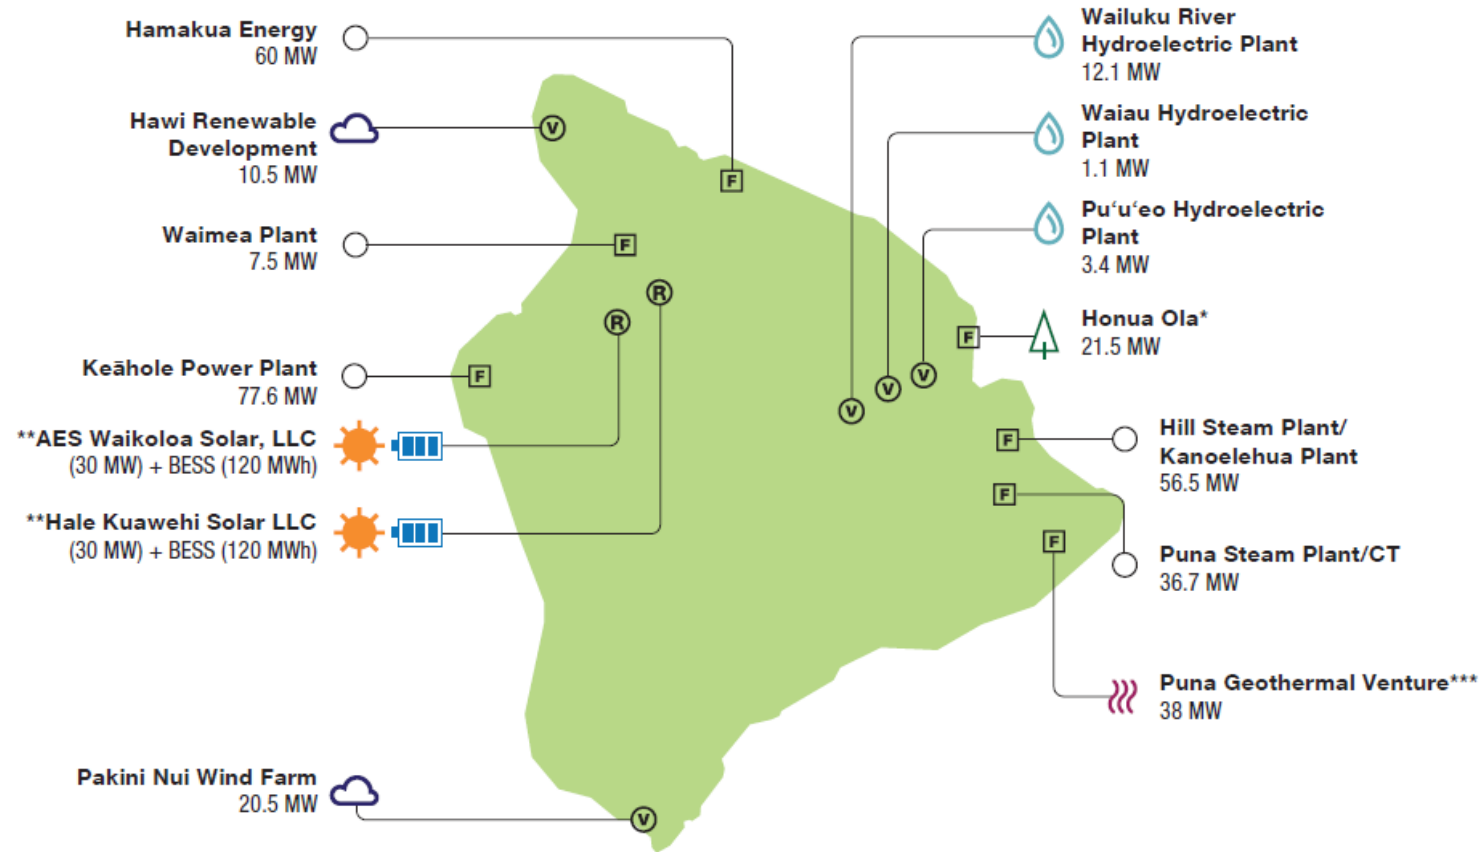 Hamakua Energy
60 MW
Hawi Renewable
Development
10.5 MW
Waimea Plant
7.5 MW
Keāhole Power Plant
77.6 MW
**AES Waikoloa Solar, LLC
(30 MW) + BESS (120 MWh)
**Hale Kuawehi Solar LLC
(30 MW) + BESS (120 MWh)
Pakini Nui Wind Farm
20.5 MW
V
F
F
R
R
F
V
V
V
V
F
F
F
F
Wailuku River
Hydroelectric Plant
12.1 MW
Waiau Hydroelectric
Plant
1.1 MW
Puʻuʻeo Hydroelectric
Plant
3.4 MW
Honua Ola*
21.5 MW
Hill Steam Plant/
Kanoelehua Plant
56.5 MW
Puna Steam Plant/CT
36.7 MW
Puna Geothermal Venture***
38 MW